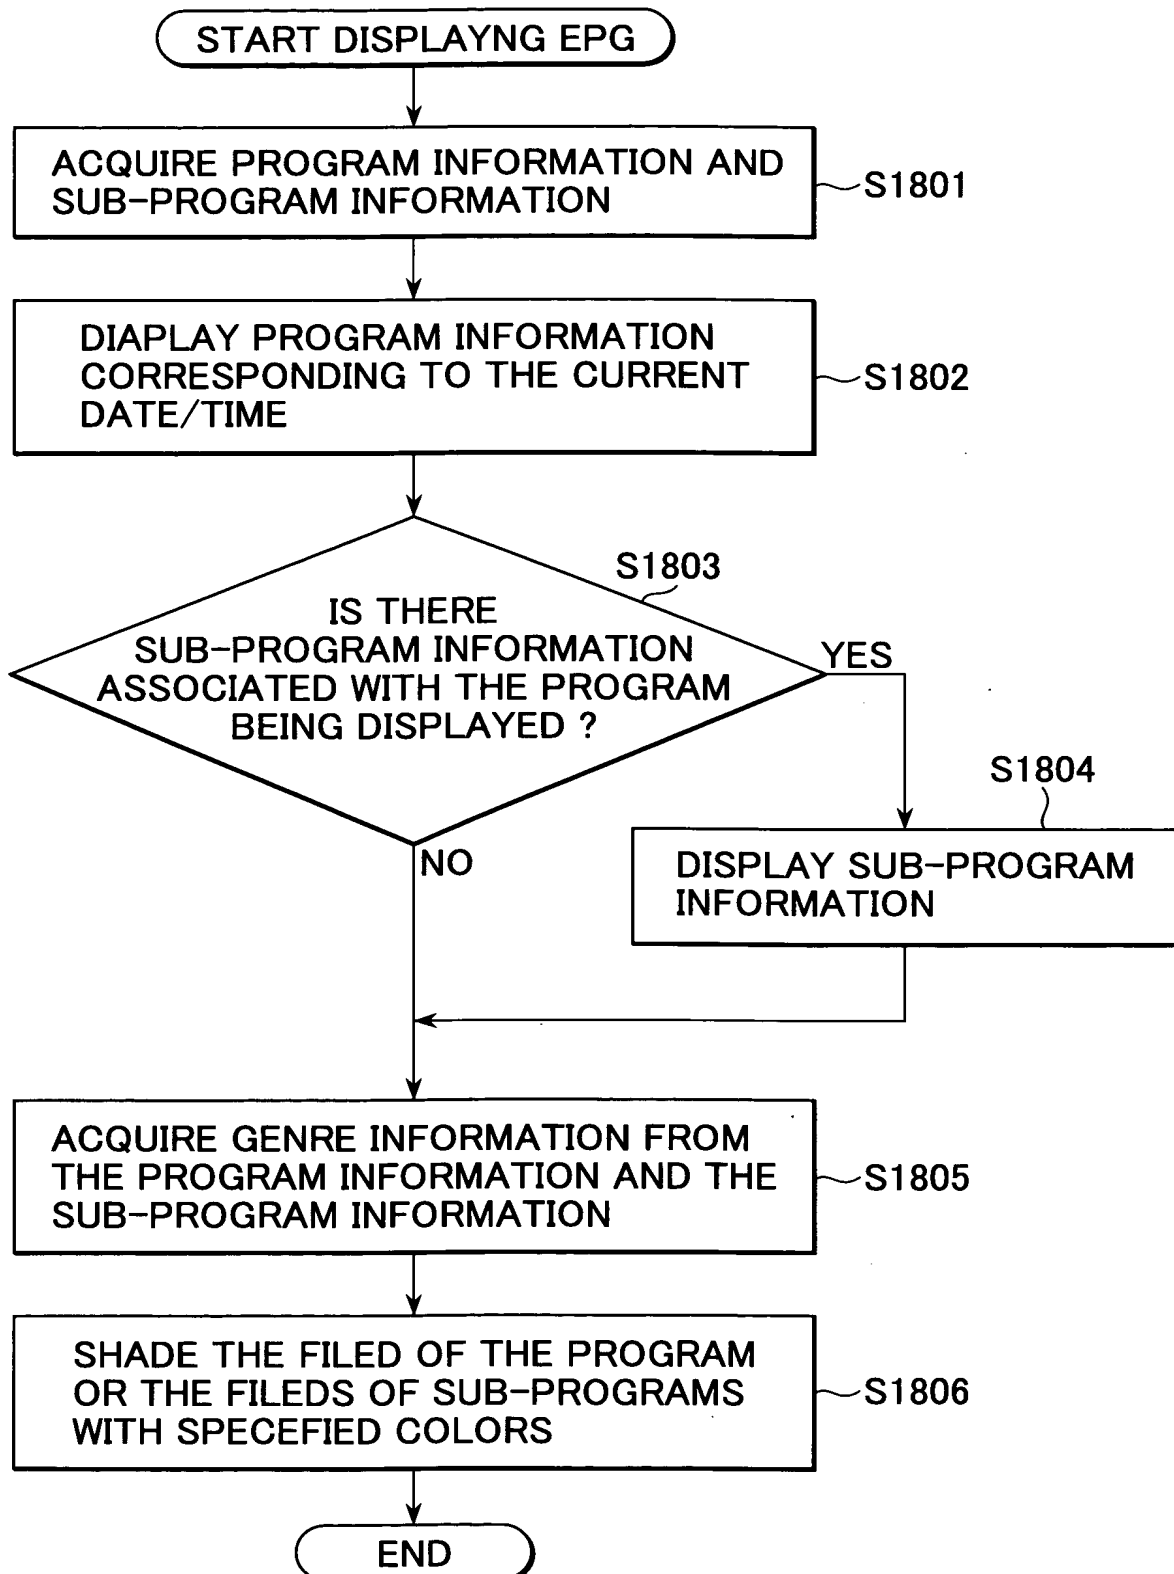 START DISPLAYNG EPG
ACQUIRE PROGRAM INFORMATION AND
SUB-PROGRAM INFORMATION
S1801
DIAPLAY PROGRAM INFORMATION
CORRESPONDING TO THE CURRENT
DATE/TIME
S1802
S1803
IS THERE
SUB-PROGRAM INFORMATION
ASSOCIATED WITH THE PROGRAM
BEING DISPLAYED ?
YES
NO
S1804
DISPLAY SUB-PROGRAM
INFORMATION
ACQUIRE GENRE INFORMATION FROM
THE PROGRAM INFORMATION AND THE
SUB-PROGRAM INFORMATION
S1805
SHADE THE FILED OF THE PROGRAM
OR THE FILEDS OF SUB-PROGRAMS
WITH SPECEFIED COLORS
S1806
END